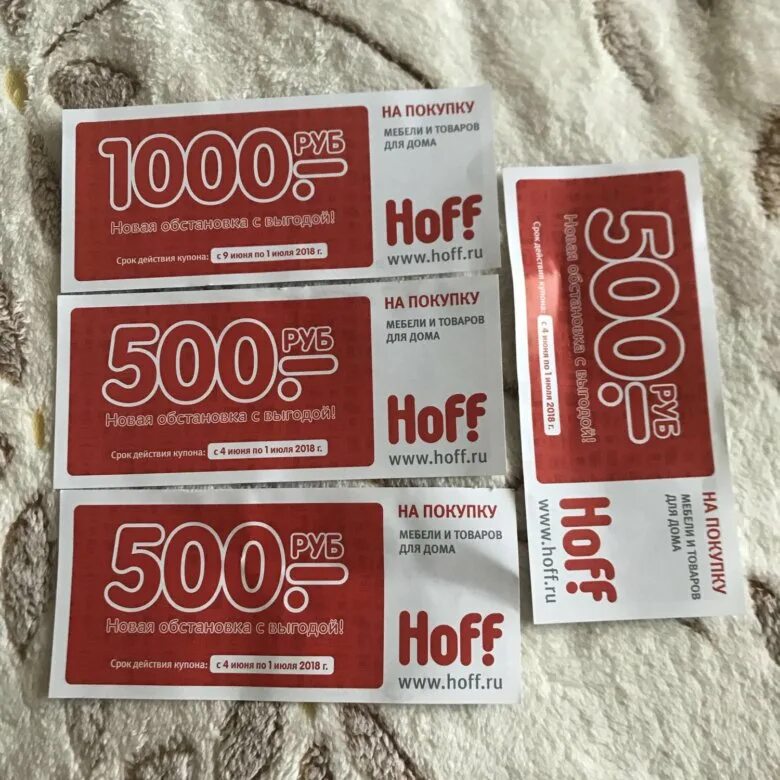 1000 РУБ
Новая обстановка с выгодой!
Срок действия купона: с 9 июня по 1 июля 2018 г.
НА ПОКУПКУ
МЕБЕЛИ И ТОВАРОВ
ДЛЯ ДОМА
Hoff
www.hoff.ru
500 РУБ
Новая обстановка с выгодой!
Срок действия купона: с 4 июня по 1 июля 2018 г.
НА ПОКУПКУ
МЕБЕЛИ И ТОВАРОВ
ДЛЯ ДОМА
Hoff
www.hoff.ru
500 РУБ
Новая обстановка с выгодой!
Срок действия купона: с 4 июня по 1 июля 2018 г.
НА ПОКУПКУ
МЕБЕЛИ И ТОВАРОВ
ДЛЯ ДОМА
Hoff
www.hoff.ru
500 РУБ
Новая обстановка с выгодой!
Срок действия купона: с 4 июня по 1 июля 2018 г.
НА ПОКУПКУ
МЕБЕЛИ И ТОВАРОВ
ДЛЯ ДОМА
Hoff
www.hoff.ru